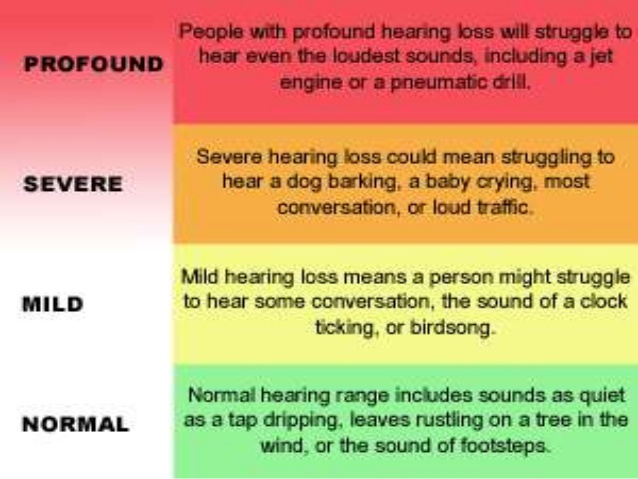 PROFOUND
People with profound hearing loss will struggle to
hear even the loudest sounds, including a jet
engine or a pneumatic drill.
SEVERE
Severe hearing loss could mean struggling to
hear a dog barking, a baby crying, most
conversation, or loud traffic.
MILD
Mild hearing loss means a person might struggle
to hear some conversation, the sound of a clock
ticking, or birdsong.
NORMAL
Normal hearing range includes sounds as quiet
as a tap dripping, leaves rustling on a tree in the
wind, or the sound of footsteps.